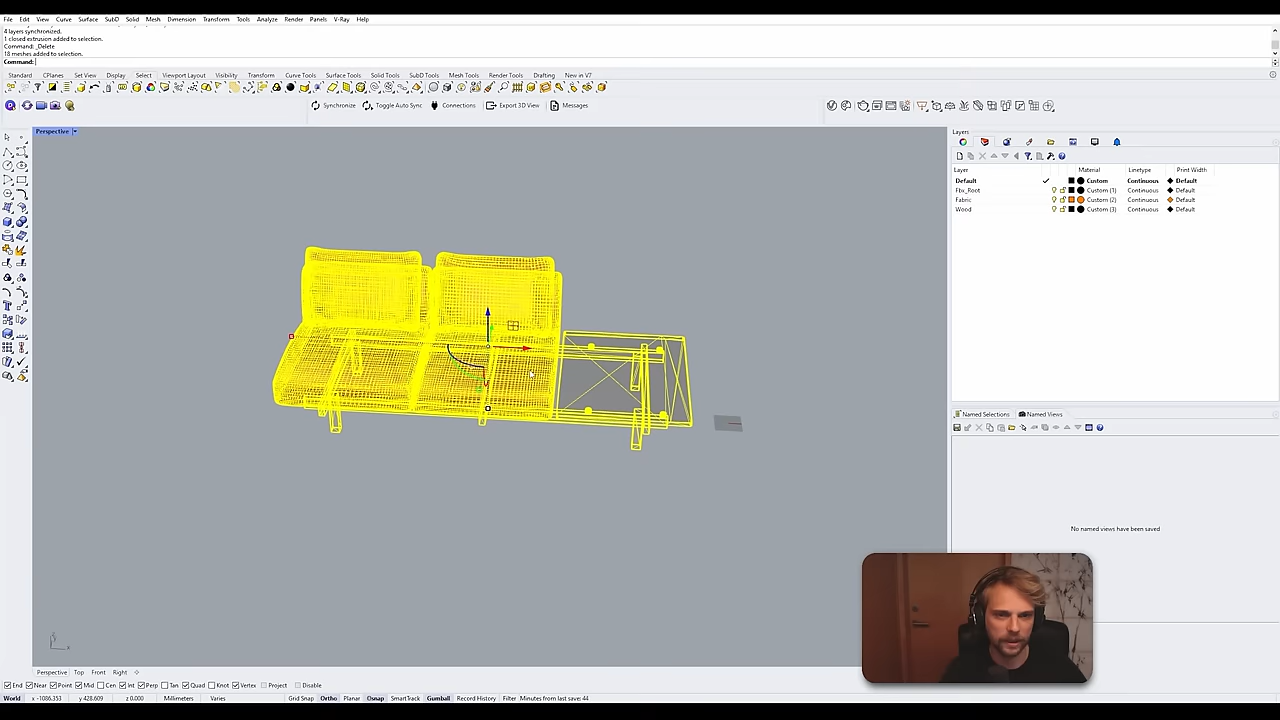 File Edit View Curve Surface SubD Solid Mesh Dimension Transform Tools Analyze Render Panels V-Ray Help
4 layers synchronized.
1 closed extrusion added to selection.
Command: _Delete
18 meshes added to selection.
Command:
Standard CPlanes Set View Display Select Viewport Layout Visibility Transform Curve Tools Surface Tools Solid Tools SubD Tools Mesh Tools Render Tools Drafting New in V7
Synchronize Toggle Auto Sync Connections Export 3D View Messages
Perspective
Layers
Layer Material Linetype Print Width
Default Custom Continuous Default
Fbx_Root Custom (1) Continuous Default
Fabric Custom (2) Continuous Default
Wood Custom (3) Continuous Default
Named Selections Named Views
No named views have been saved
Perspective Top Front Right
End Near Point Mid Cen Int Perp Tan Quad Knot Vertex Project Disable
World x -1086.353 y 428.609 z 0.000 Millimeters Varies Grid Snap Ortho Planar Osnap SmartTrack Gumball Record History Filter Minutes from last save: 44